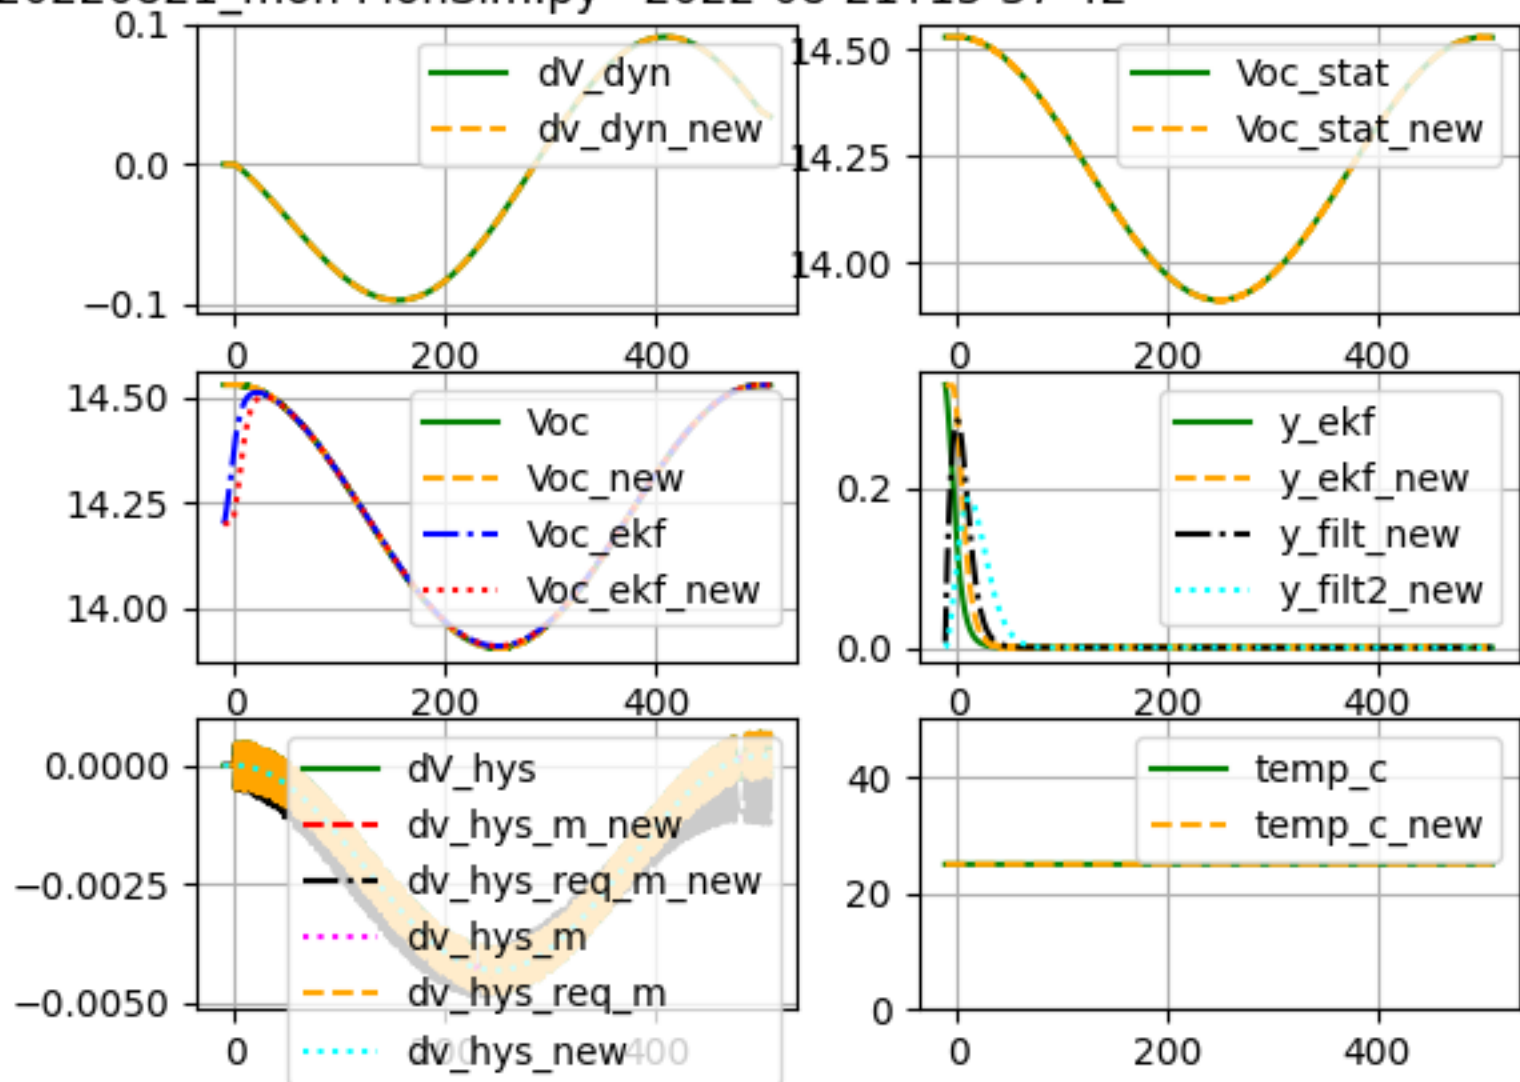 0.1
0.0
−0.1
0 200 400
dV_dyn
dv_dyn_new
14.50
14.25
14.00
0 200 400
Voc_stat
Voc_stat_new
14.50
14.25
14.00
0 200 400
Voc
Voc_new
Voc_ekf
Voc_ekf_new
0.2
0.0
0 200 400
y_ekf
y_ekf_new
y_filt_new
y_filt2_new
0.0000
−0.0025
−0.0050
0 200 400
dV_hys
dv_hys_m_new
dv_hys_req_m_new
dv_hys_m
dv_hys_req_m
dv_hys_new
40
20
0
0 200 400
temp_c
temp_c_new